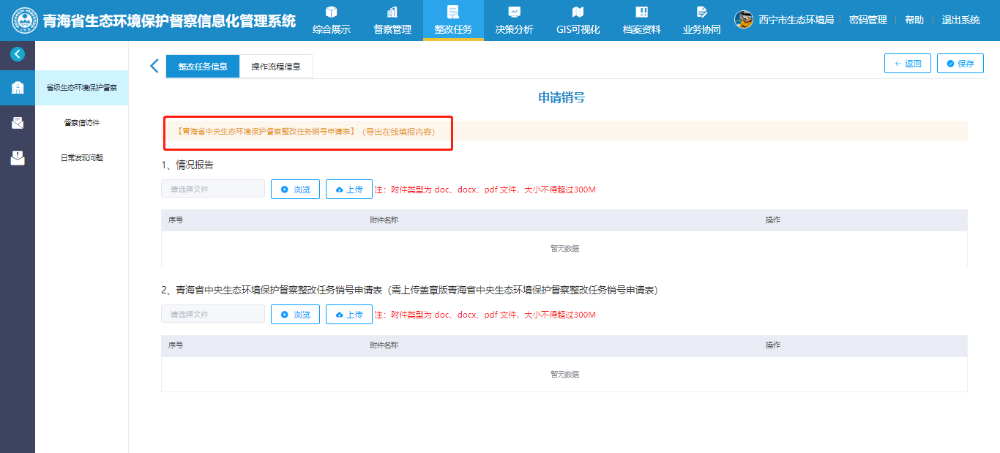 青海省生态环境保护督察信息化管理系统
综合展示
督察管理
整改任务
决策分析
GIS可视化
档案资料
业务协同
西宁市生态环境局
密码管理
帮助
退出系统
省级生态环境保护督察
督察信访件
日常发现问题
整改任务信息
操作流程信息
返回
保存
申请销号
【青海省中央生态环境保护督察整改任务销号申请表】（导出在线填报内容）
1、情况报告
请选择文件 浏览 上传 注：附件类型为 doc、docx、pdf 文件，大小不得超过300M
序号 附件名称 操作
暂无数据
2、青海省中央生态环境保护督察整改任务销号申请表（需上传盖章版青海省中央生态环境保护督察整改任务销号申请表）
请选择文件 浏览 上传 注：附件类型为 doc、docx、pdf 文件，大小不得超过300M
序号 附件名称 操作
暂无数据